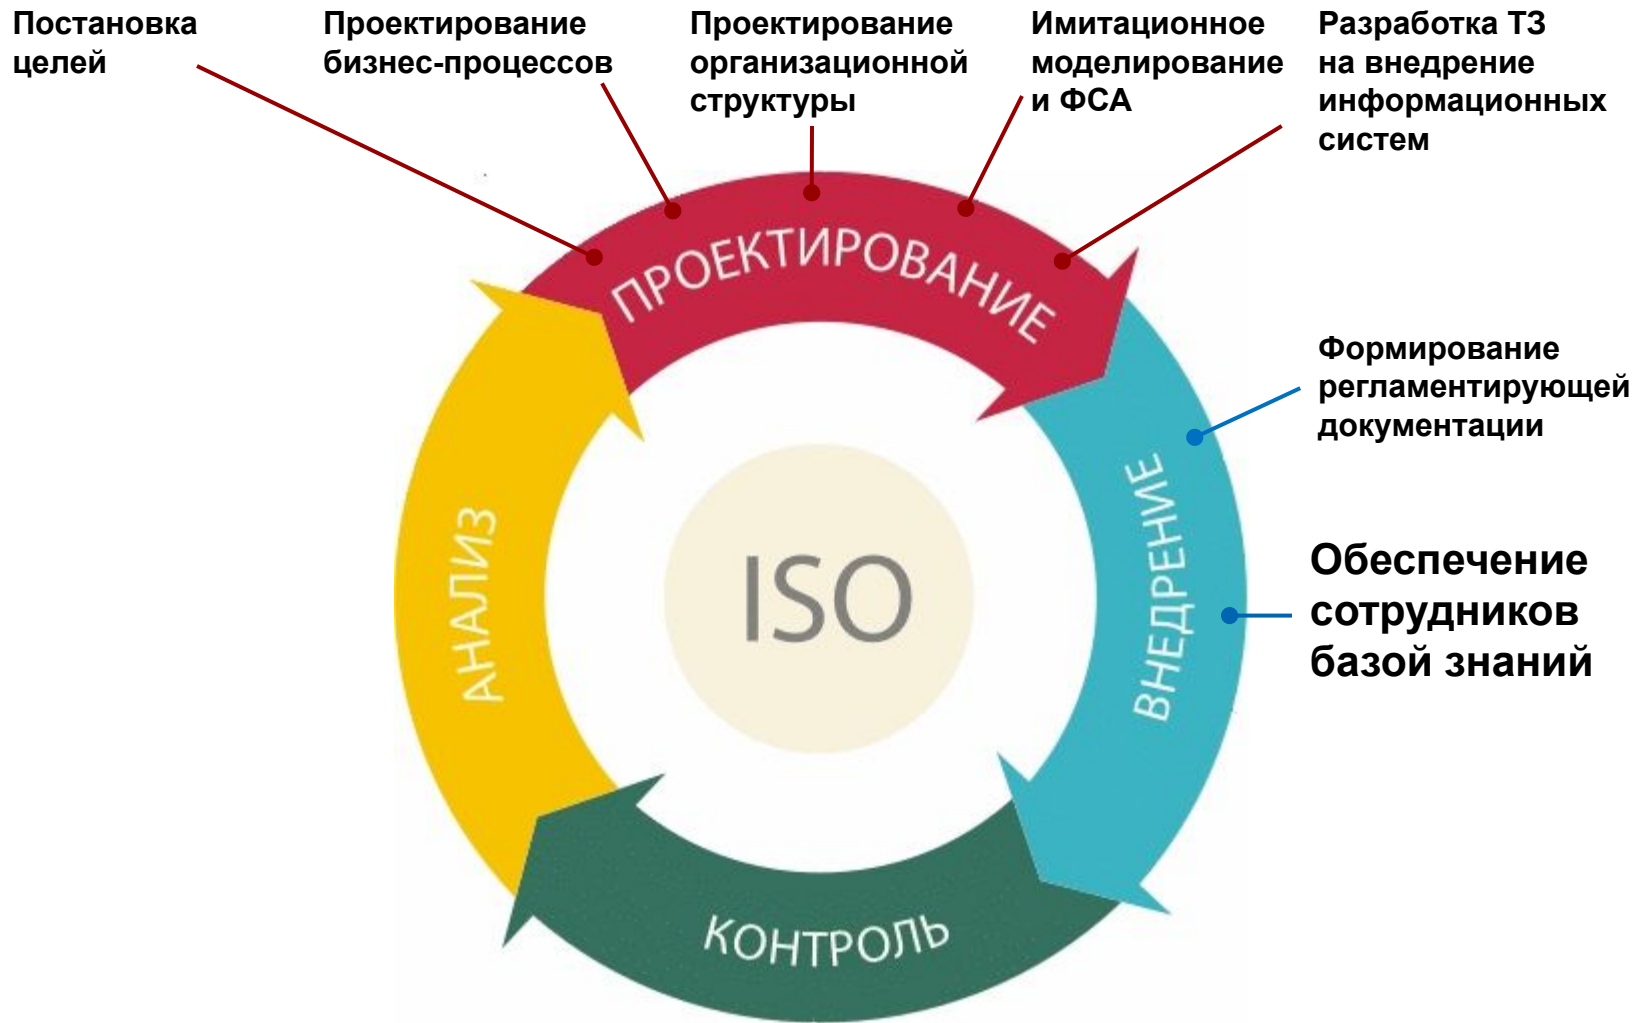 Постановка
целей
Проектирование
бизнес-процессов
Проектирование
организационной
структуры
Имитационное
моделирование
и ФСА
Разработка ТЗ
на внедрение
информационных
систем
ПРОЕКТИРОВАНИЕ
Формирование
регламентирующей
документации
ВНЕДРЕНИЕ
Обеспечение
сотрудников
базой знаний
АНАЛИЗ
ISO
КОНТРОЛЬ